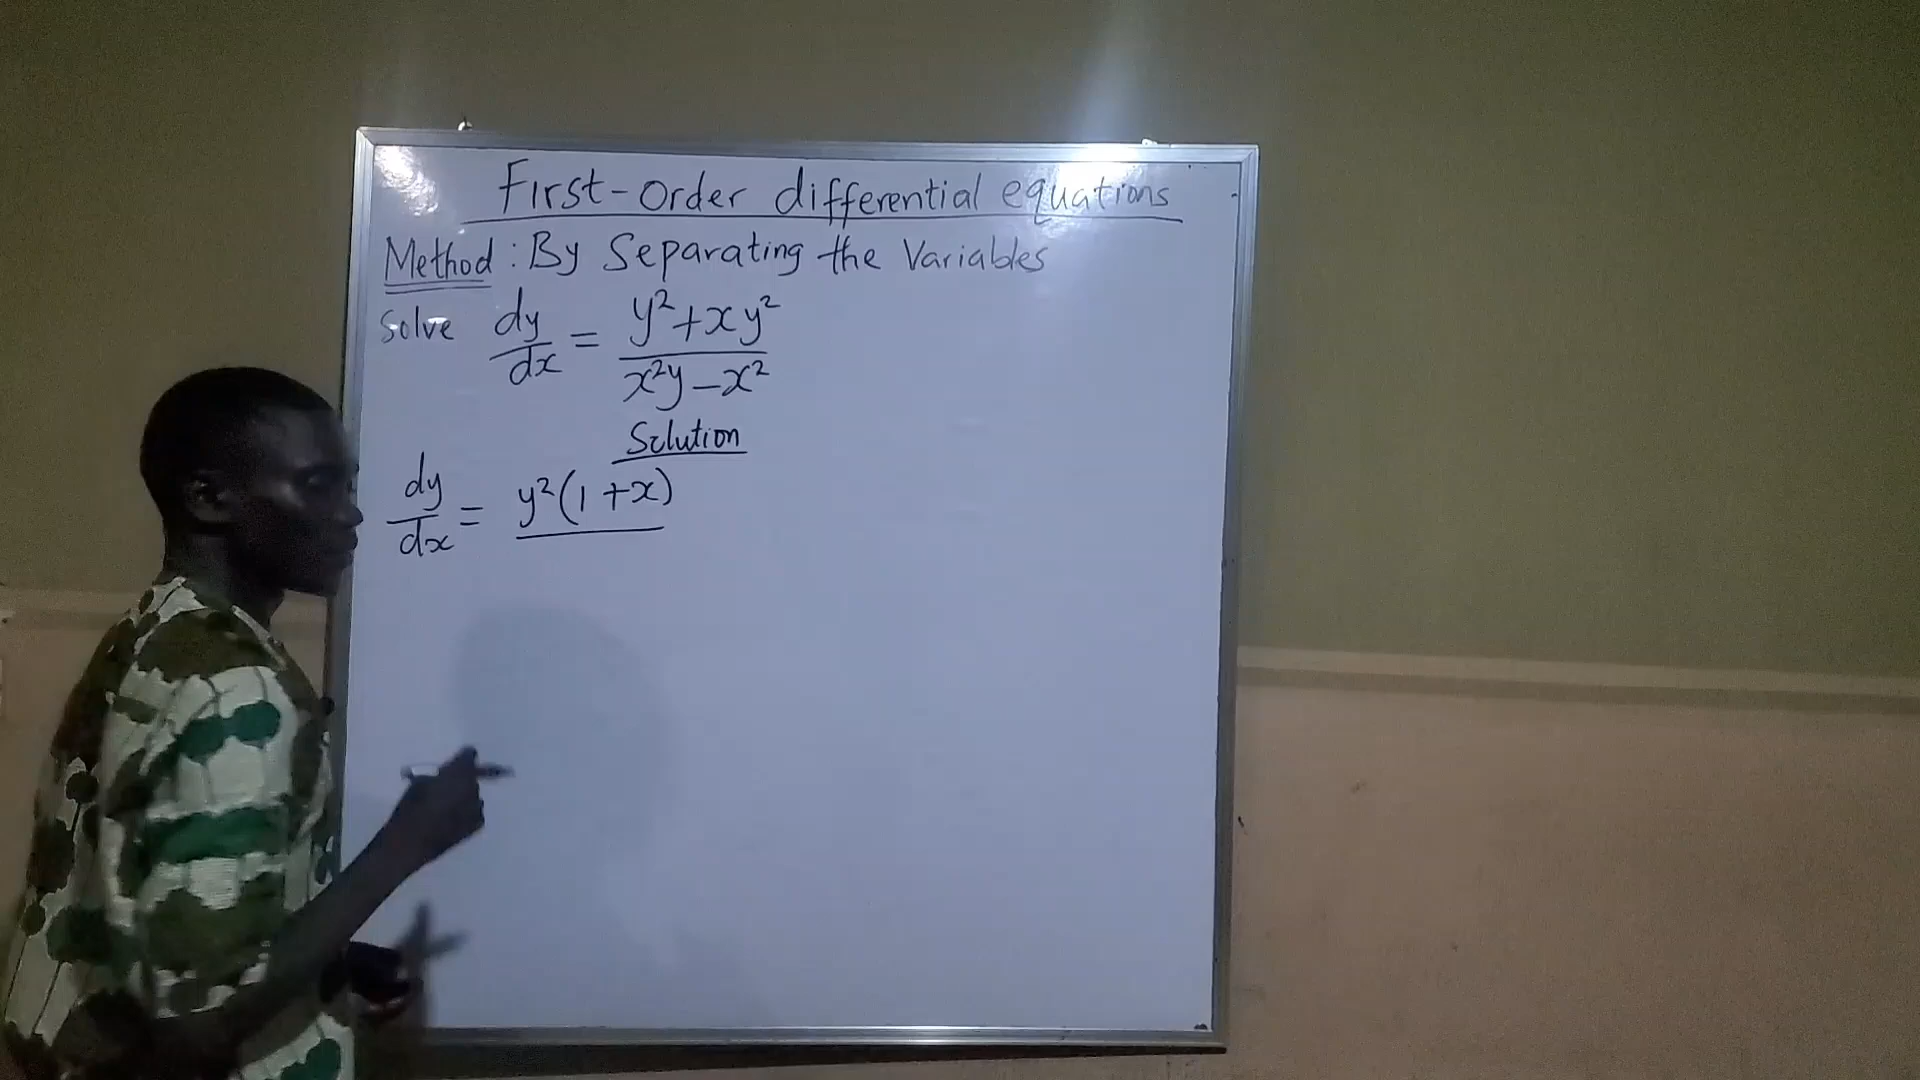 First-Order differential equations
Method: By Separating the Variables
Solve dy/dx = (y²+xy²)/(x²y-x²)
Solution
dy/dx = y²(1+x)